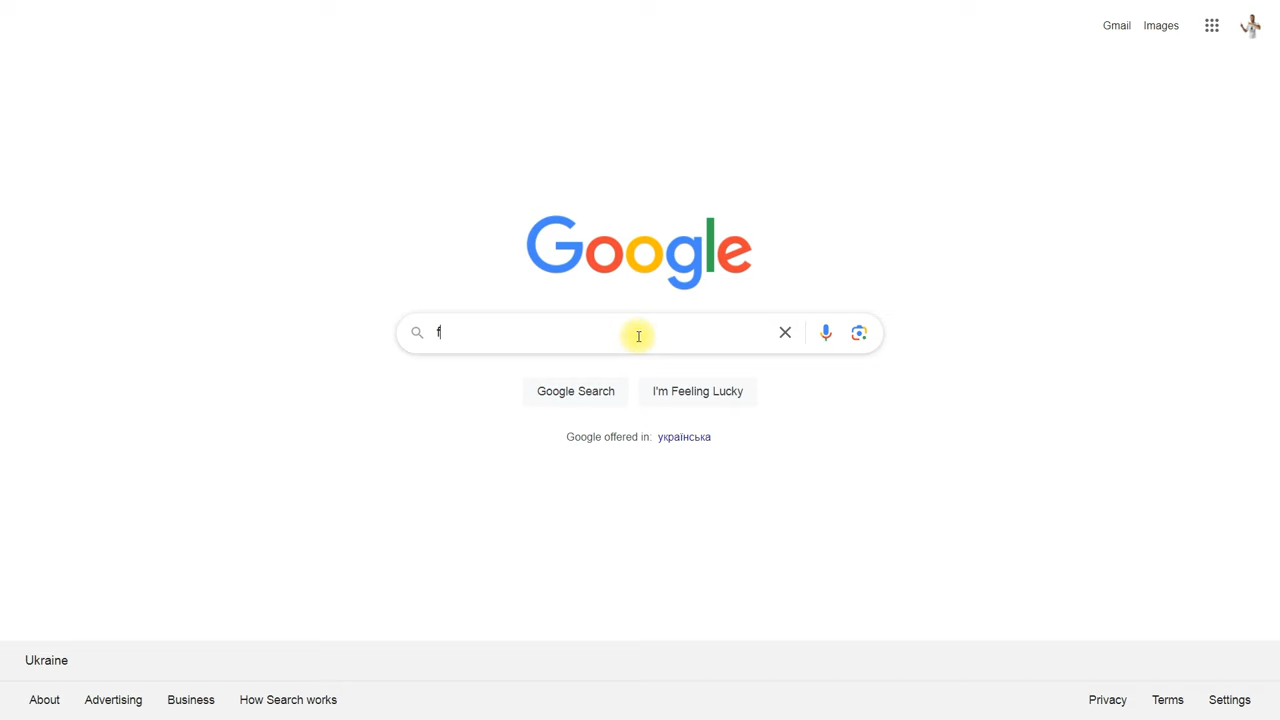 Gmail Images
Google
f
Google Search I'm Feeling Lucky
Google offered in: українська
Ukraine
About Advertising Business How Search works Privacy Terms Settings